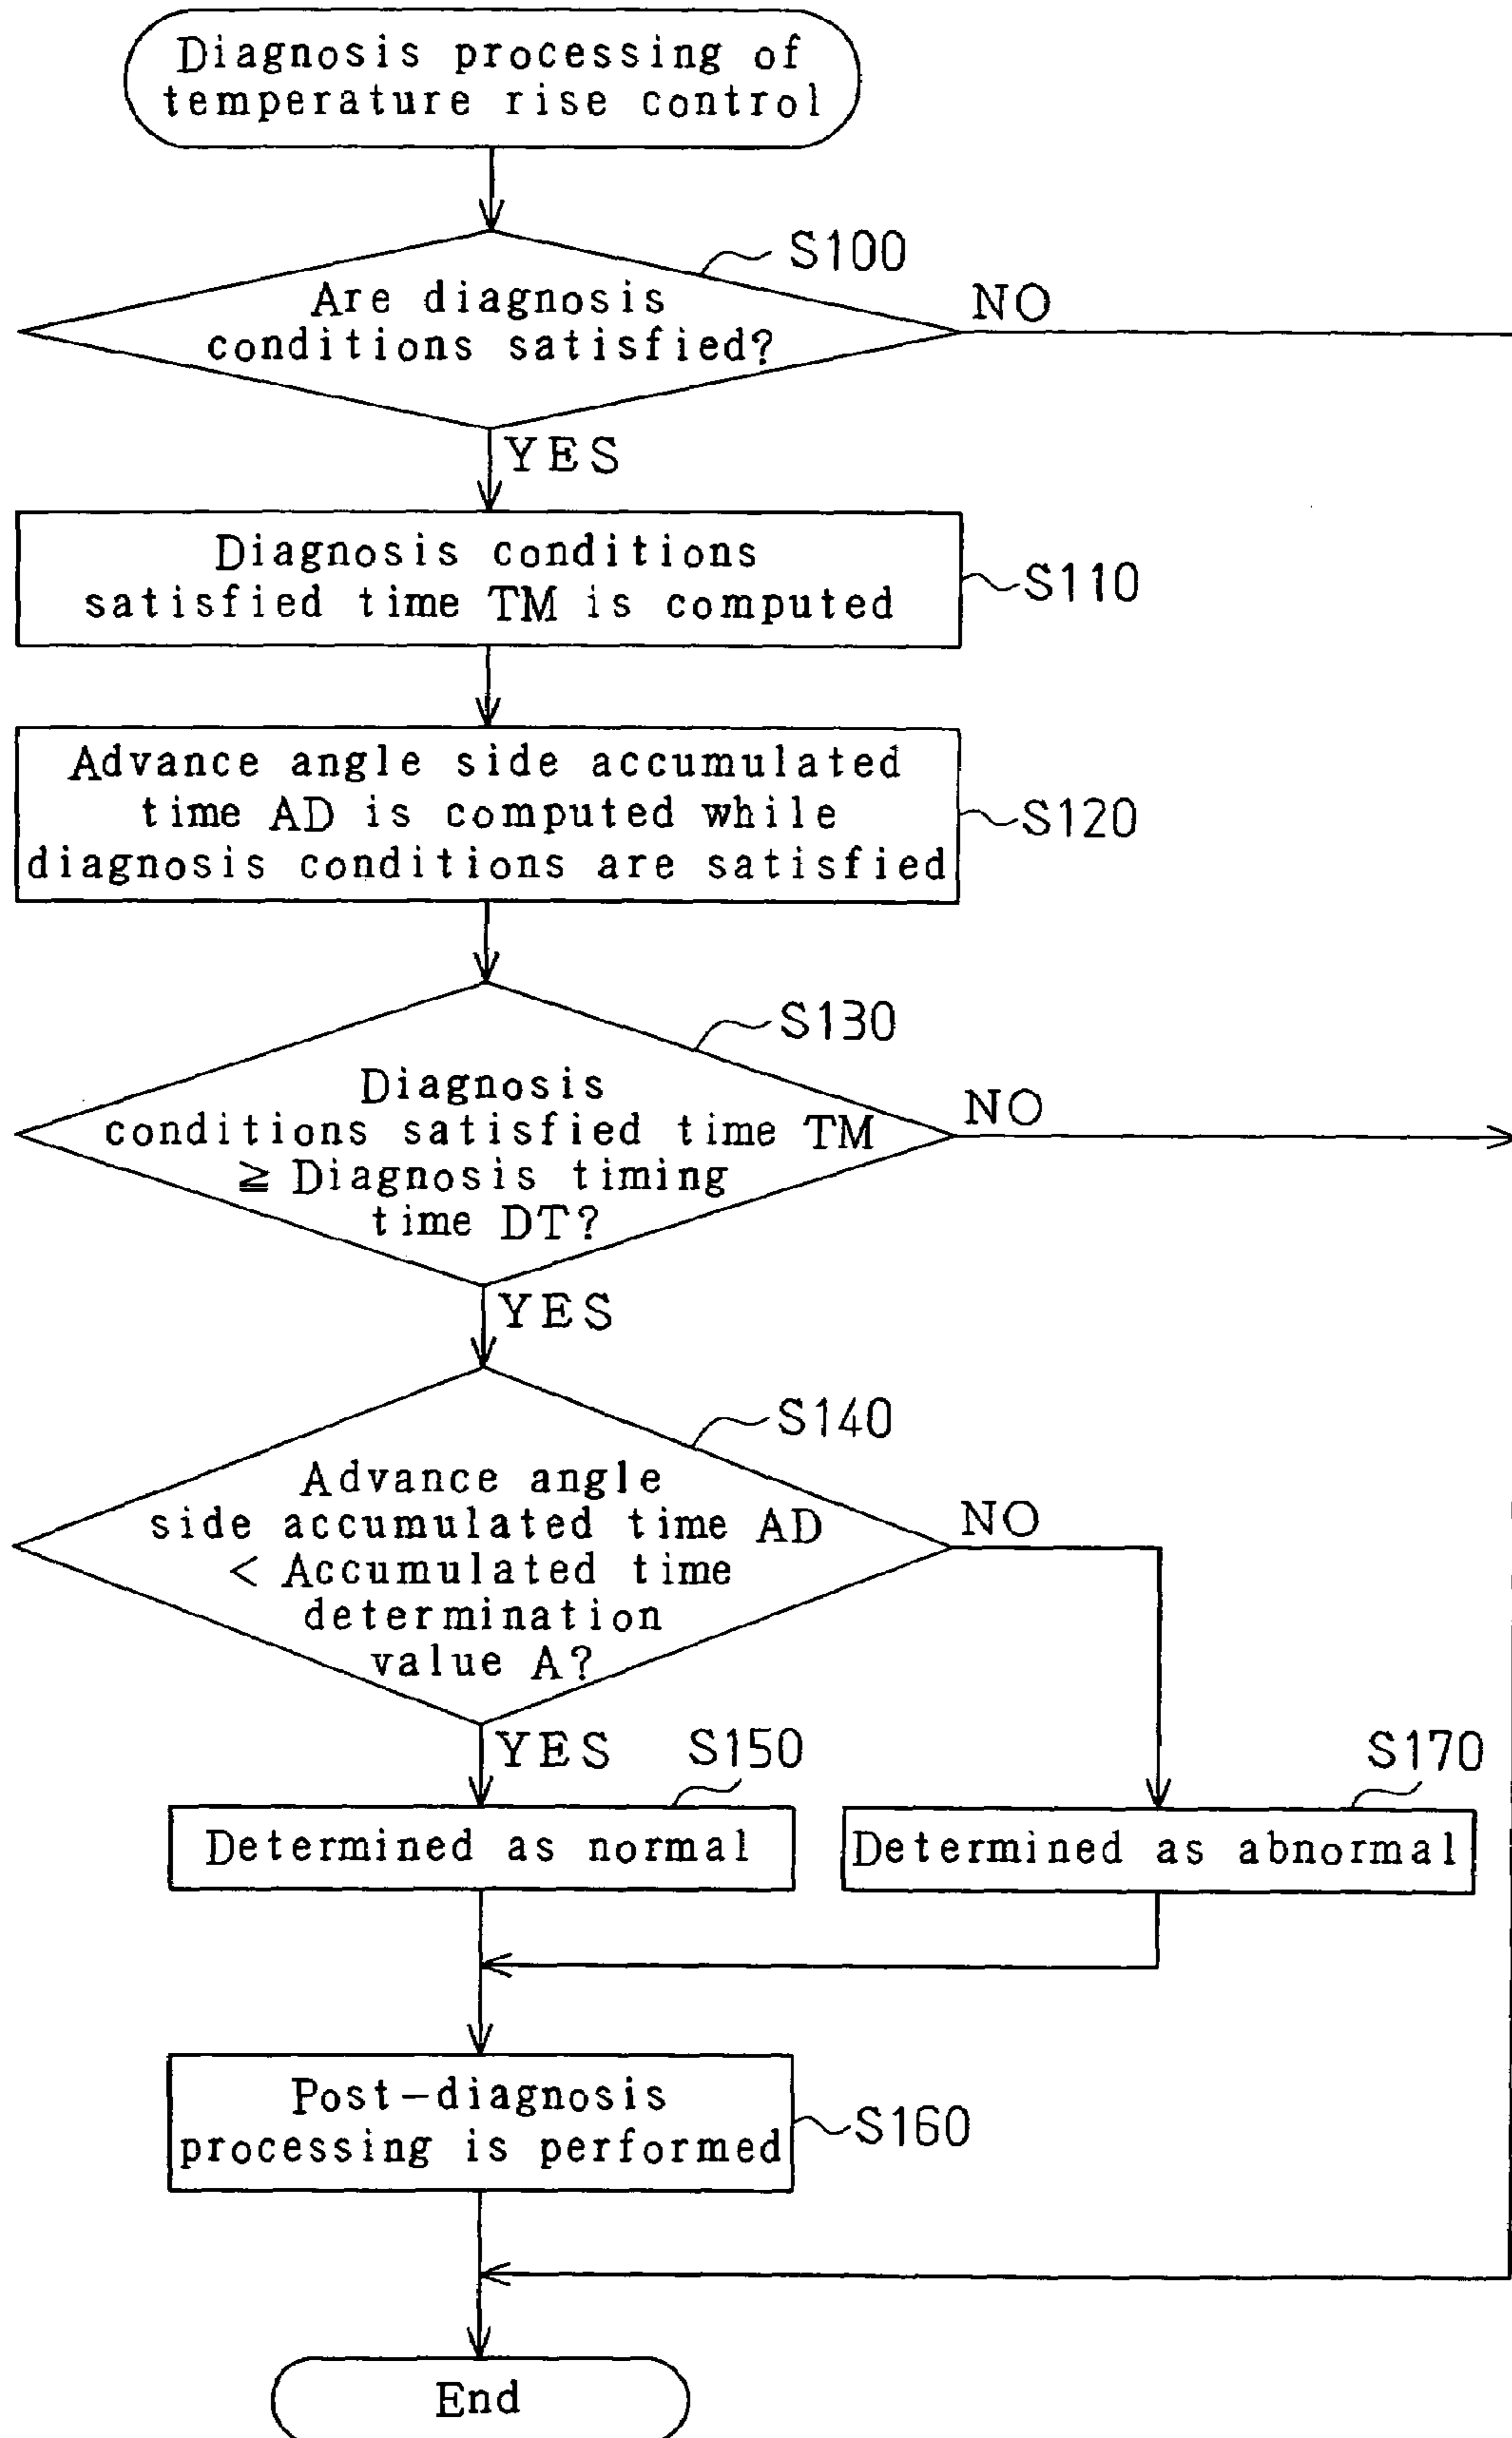 Diagnosis processing of
temperature rise control
S100
Are diagnosis
conditions satisfied?
NO
YES
Diagnosis conditions
satisfied time TM is computed
S110
Advance angle side accumulated
time AD is computed while
diagnosis conditions are satisfied
S120
S130
Diagnosis
conditions satisfied time TM
≧ Diagnosis timing
time DT?
NO
YES
S140
Advance angle
side accumulated time AD
< Accumulated time
determination
value A?
NO
YES
S150
S170
Determined as normal
Determined as abnormal
Post-diagnosis
processing is performed
S160
End